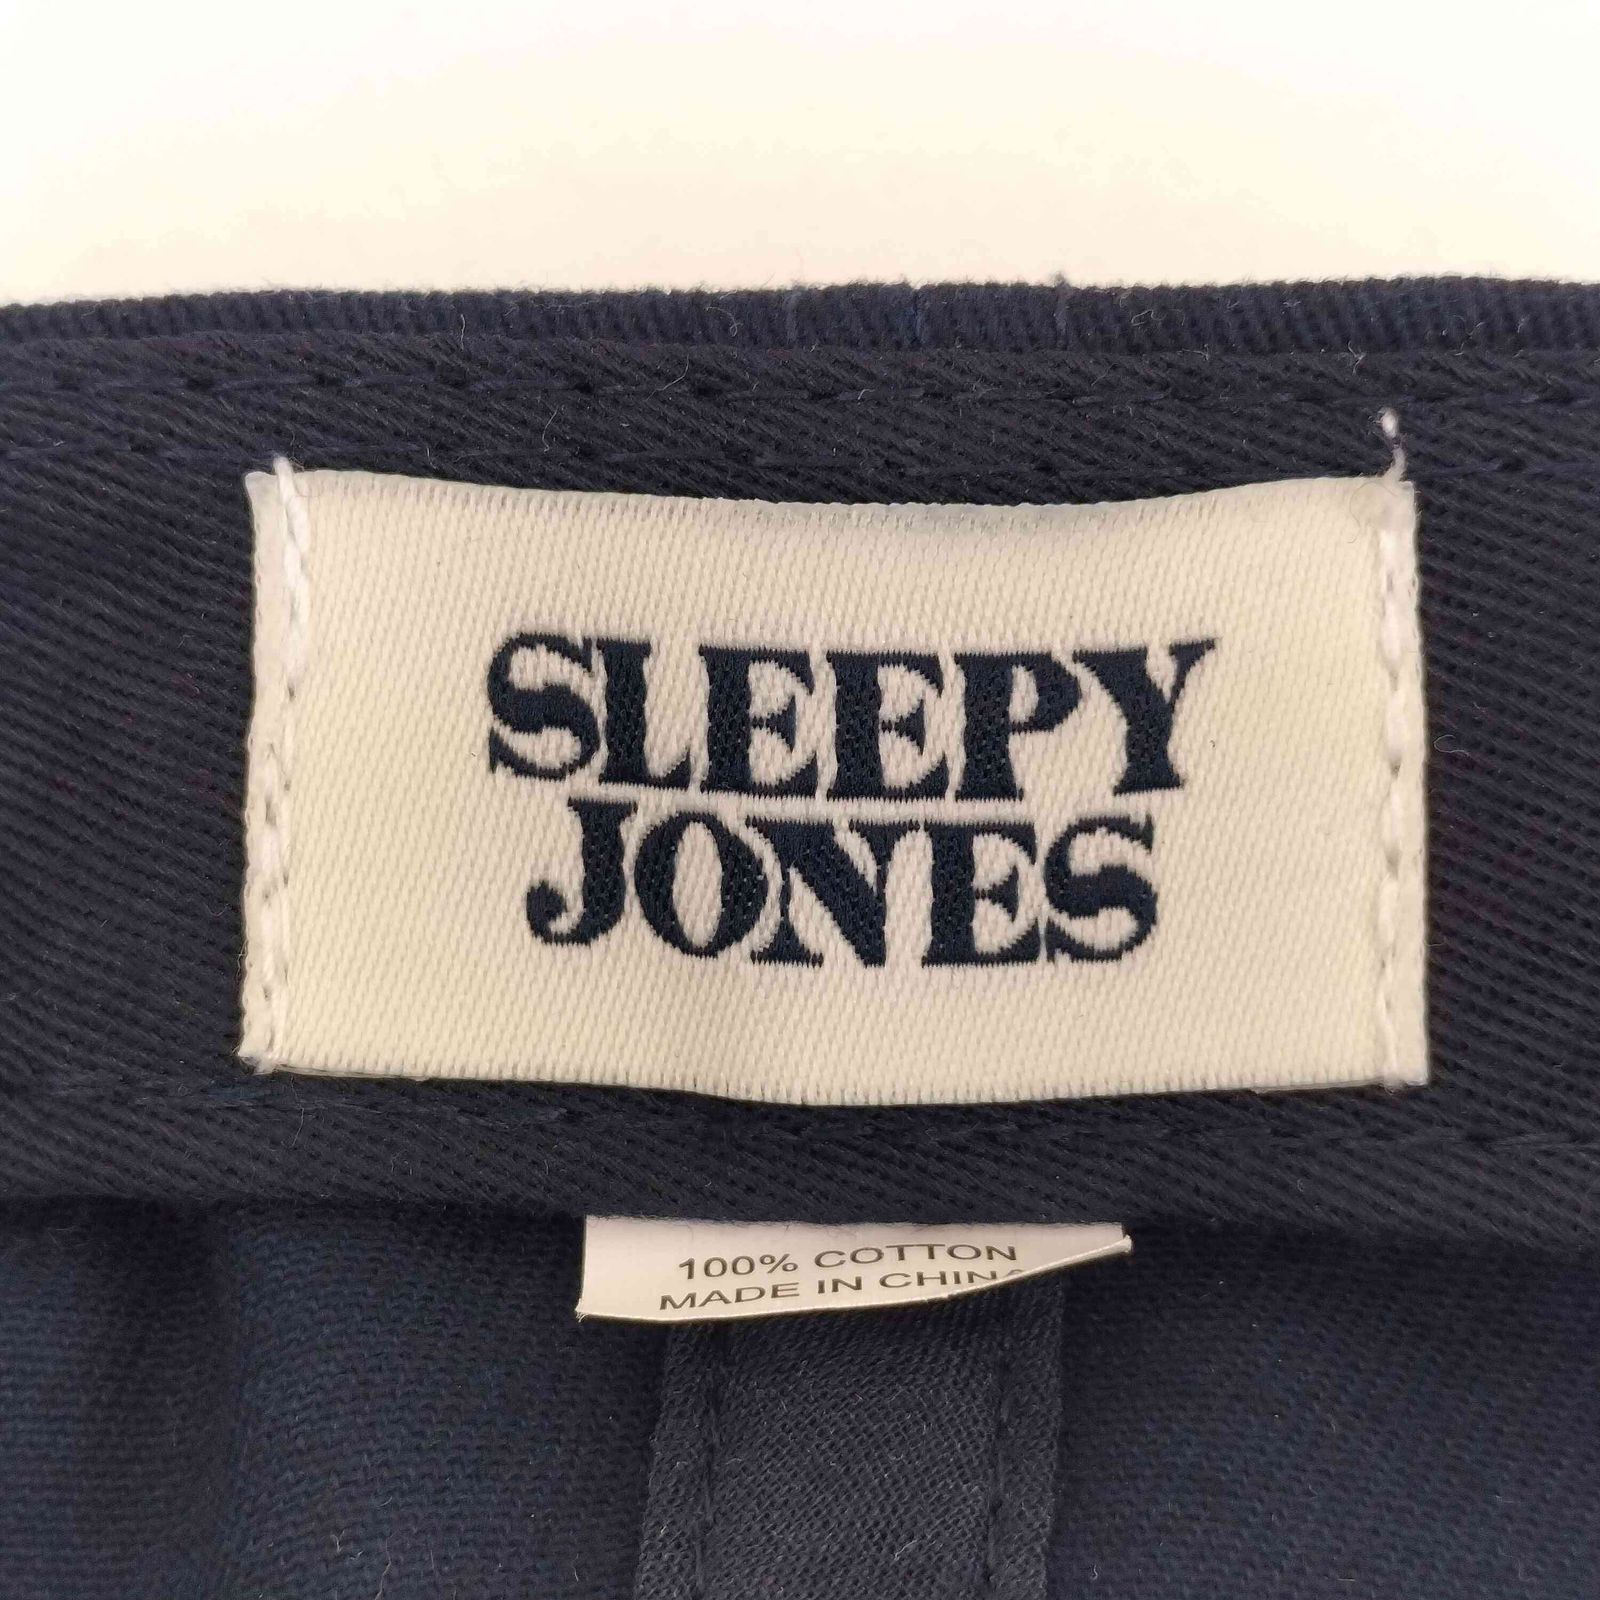 SLEEPY
JONES
100% COTTON
MADE IN CHINA